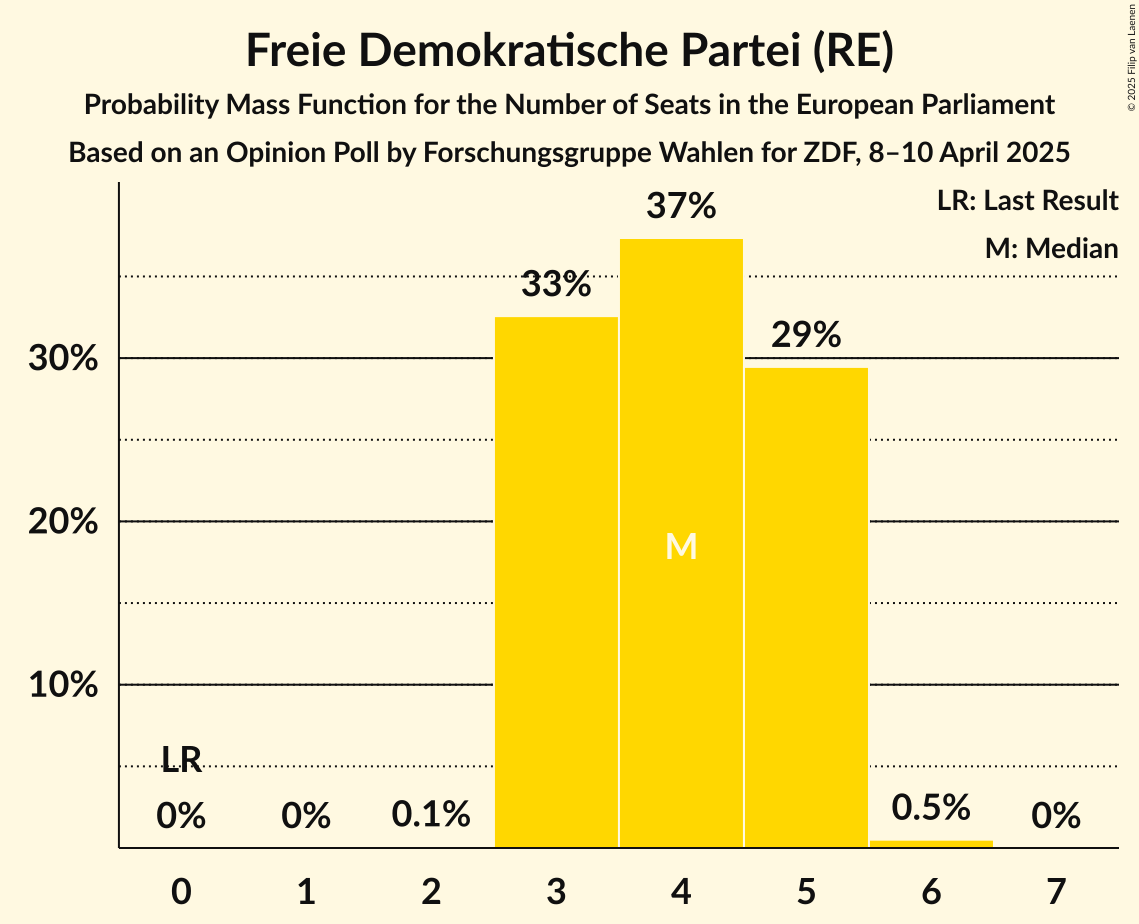 Freie Demokratische Partei (RE)
Probability Mass Function for the Number of Seats in the European Parliament
Based on an Opinion Poll by Forschungsgruppe Wahlen for ZDF, 8–10 April 2025
© 2025 Filip van Laenen
LR: Last Result
M: Median
37%
33%
29%
30%
20%
M
10%
LR
0%
0%
0.1%
0.5%
0%
0 1 2 3 4 5 6 7